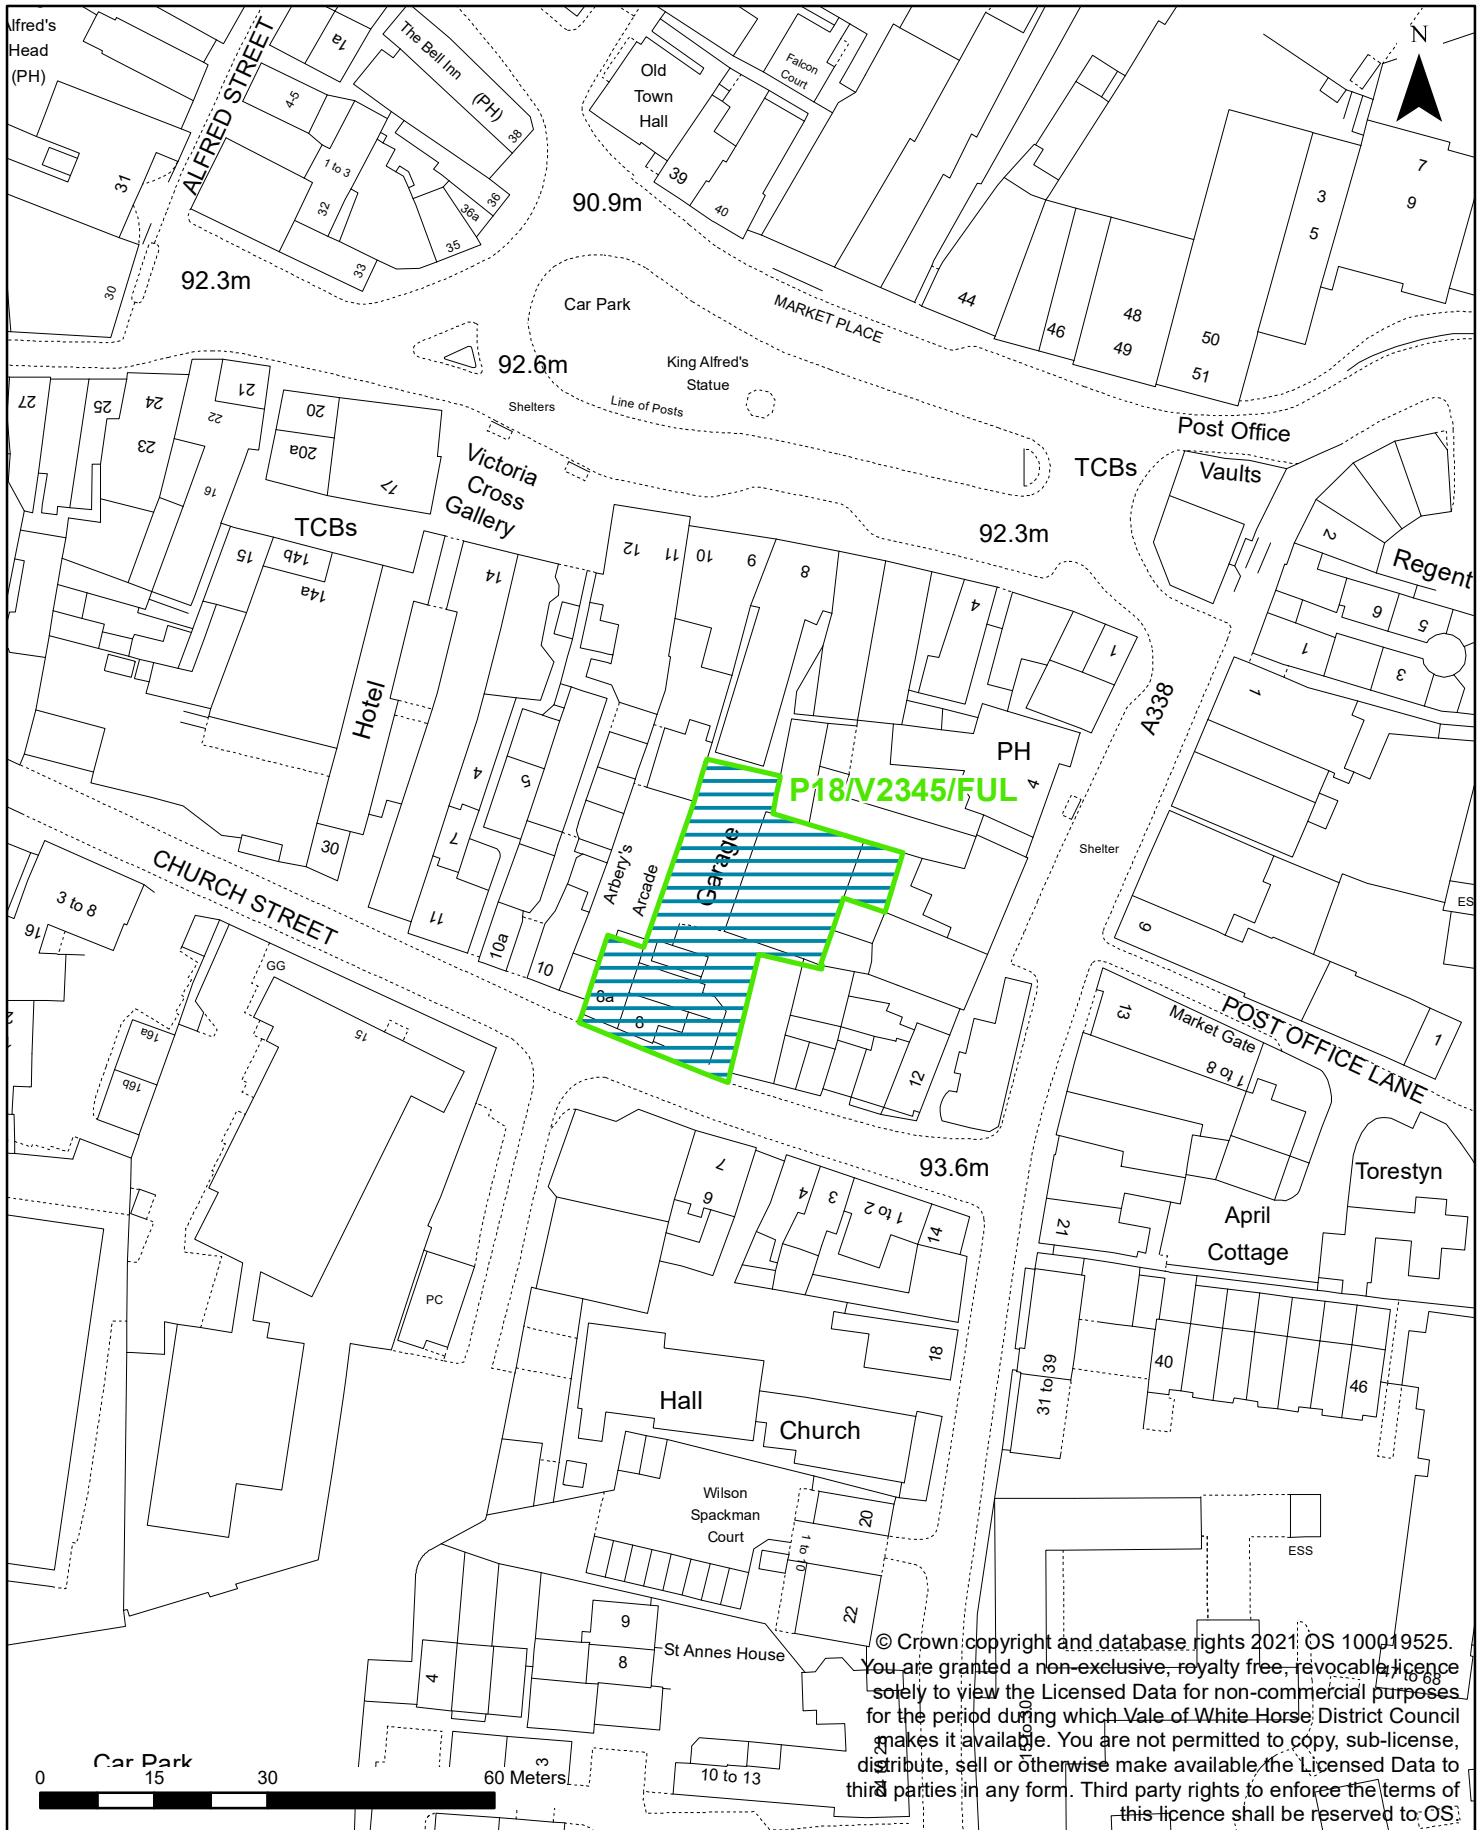 Alfred's
Head
(PH)
ALFRED STREET
1a
The Bell Inn
(PH)
38
4-5
1 to 3
32
31
30
33
35
36a
36
92.3m
Old
Town
Hall
Falcon
Court
39
40
90.9m
N
7
9
3
5
Car Park
MARKET PLACE
44
46
48
49
50
51
92.6m
King Alfred's
Statue
Shelters
Line of Posts
Post Office
Vaults
TCBs
27
25
24
23
22
21
20
20a
17
16
Victoria
Cross
Gallery
TCBs
15
14b
14a
14
12
11
10
9
8
4
1
92.3m
2
Regent
6
5
1
3
1
A338
Hotel
PH
4
P18/V2345/FUL
4
5
7
11
10a
10
30
Arbery's
Arcade
Garage
Shelter
8a
8
CHURCH STREET
3 to 8
16
GG
15
16a
16b
ES
9
12
POST OFFICE LANE
13
Market Gate
1 to 8
1
Torestyn
April
Cottage
21
93.6m
7
6
4
3
1 to 2
14
PC
18
Hall
Church
31 to 39
40
46
Wilson
Spackman
Court
20
1 to 10
22
ESS
9
8
St Annes House
4
3
10 to 13
47 to 68
15 to 30
Car Park
0 15 30 60 Meters
© Crown copyright and database rights 2021 OS 100019525.
You are granted a non-exclusive, royalty free, revocable licence
solely to view the Licensed Data for non-commercial purposes
for the period during which Vale of White Horse District Council
makes it available. You are not permitted to copy, sub-license,
distribute, sell or otherwise make available the Licensed Data to
third parties in any form. Third party rights to enforce the terms of
this licence shall be reserved to OS.